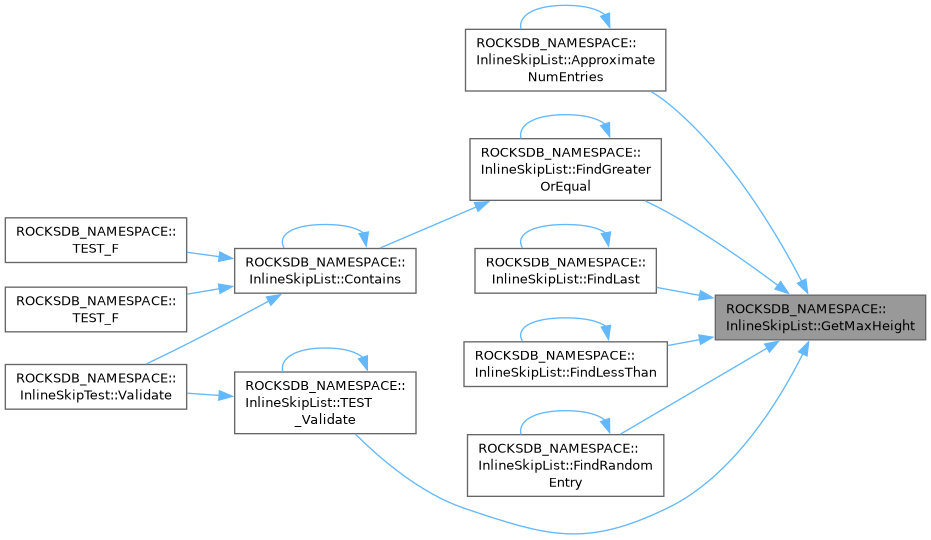 ROCKSDB_NAMESPACE::
InlineSkipList::Approximate
NumEntries
ROCKSDB_NAMESPACE::
InlineSkipList::FindGreater
OrEqual
ROCKSDB_NAMESPACE::
TEST_F
ROCKSDB_NAMESPACE::
InlineSkipList::Contains
ROCKSDB_NAMESPACE::
InlineSkipList::FindLast
ROCKSDB_NAMESPACE::
TEST_F
ROCKSDB_NAMESPACE::
InlineSkipList::GetMaxHeight
ROCKSDB_NAMESPACE::
InlineSkipList::FindLessThan
ROCKSDB_NAMESPACE::
InlineSkipTest::Validate
ROCKSDB_NAMESPACE::
InlineSkipList::TEST
_Validate
ROCKSDB_NAMESPACE::
InlineSkipList::FindRandom
Entry